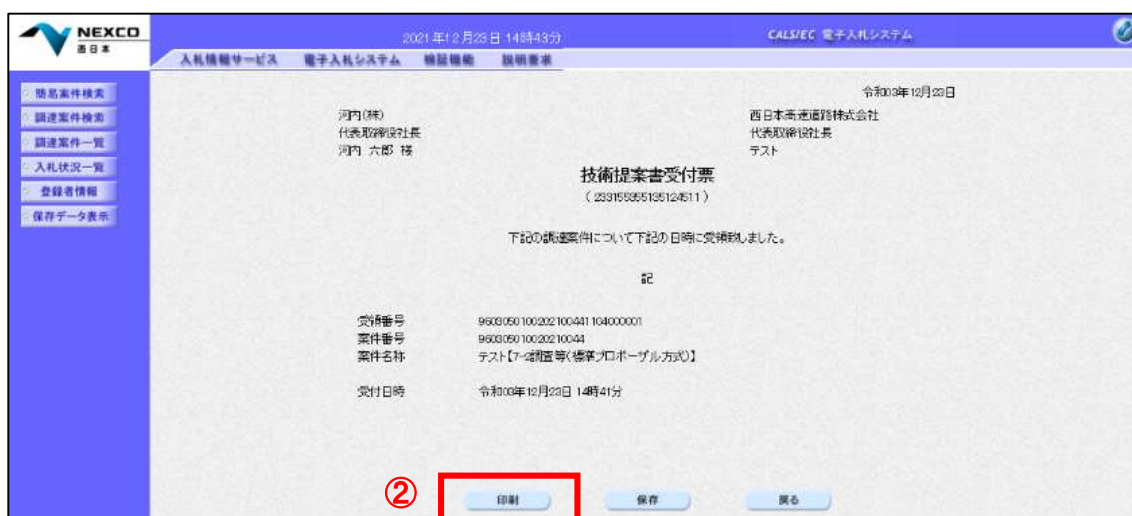 NEXCO
西日本
2021年12月23日 14時43分
CALS/EC 電子入札システム
入札情報サービス 電子入札システム 検証機能 説明要求
簡易案件検索
調達案件検索
調達案件一覧
入札状況一覧
登録者情報
保存データ表示
令和03年12月23日
河内(株)
代表取締役社長
河内 六郎 様
西日本高速道路株式会社
代表取締役社長
テスト
技術提案書受付票
( 233155355135124511 )
下記の調達案件について下記の日時に受領致しました。
記
受領番号 9603050100202100441104000001
案件番号 960305010020210044
案件名称 テスト【7-2調査等(標準プロポーザル方式)】
受付日時 令和03年12月23日 14時41分
②
印刷 保存 戻る